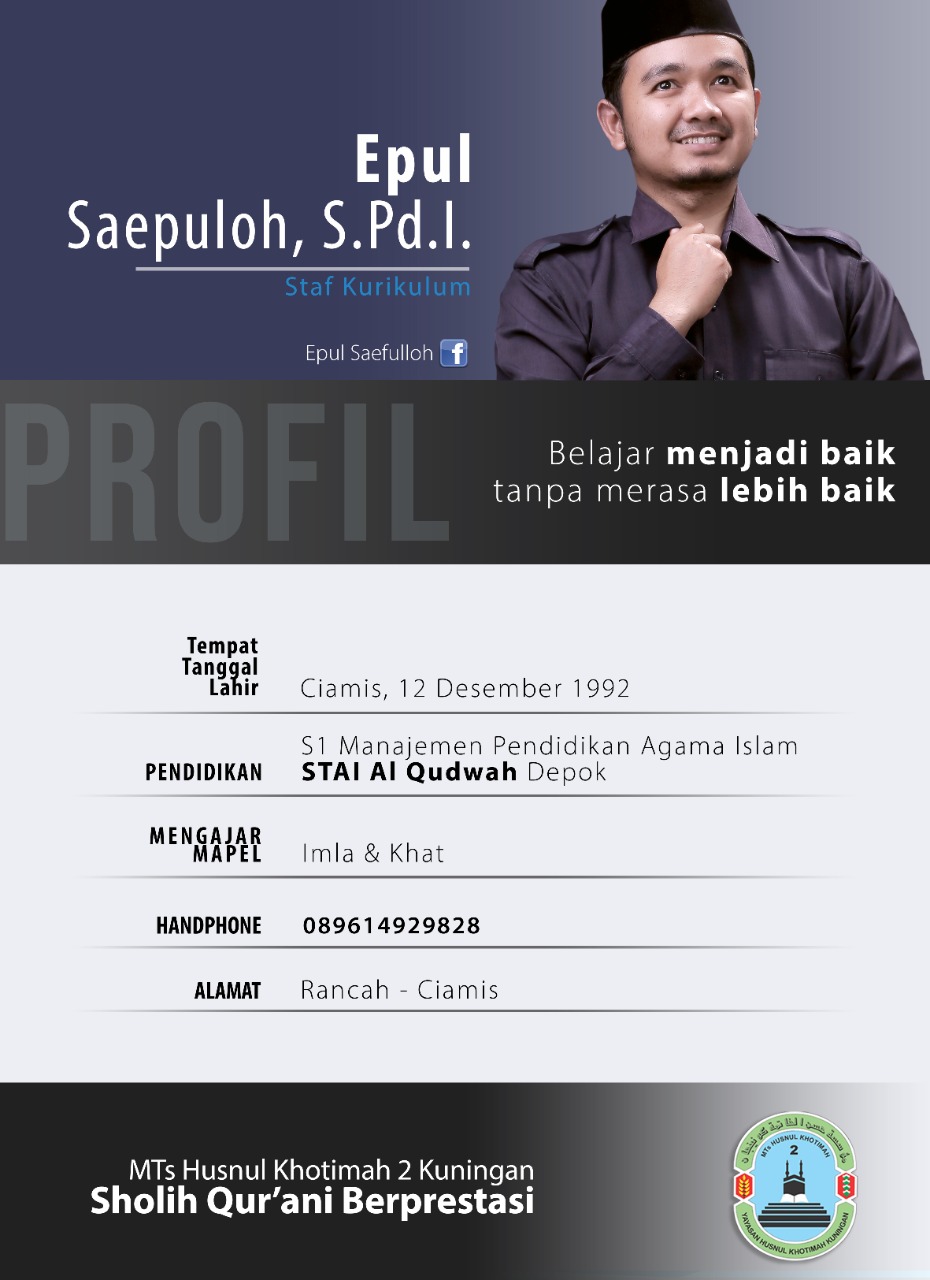 Epul
Saepuloh, S.Pd.I.
Staf Kurikulum
Epul Saefulloh f
PROFIL
Belajar menjadi baik
tanpa merasa lebih baik
Tempat
Tanggal
Lahir
Ciamis, 12 Desember 1992
PENDIDIKAN
S1 Manajemen Pendidikan Agama Islam
STAI Al Qudwah Depok
MENGAJAR
MAPEL
Imla & Khat
HANDPHONE
089614929828
ALAMAT
Rancah - Ciamis
MTs Husnul Khotimah 2 Kuningan
Sholih Qur'ani Berprestasi
MTs HUSNUL KHOTIMAH
2
YAYASAN HUSNUL KHOTIMAH KUNINGAN